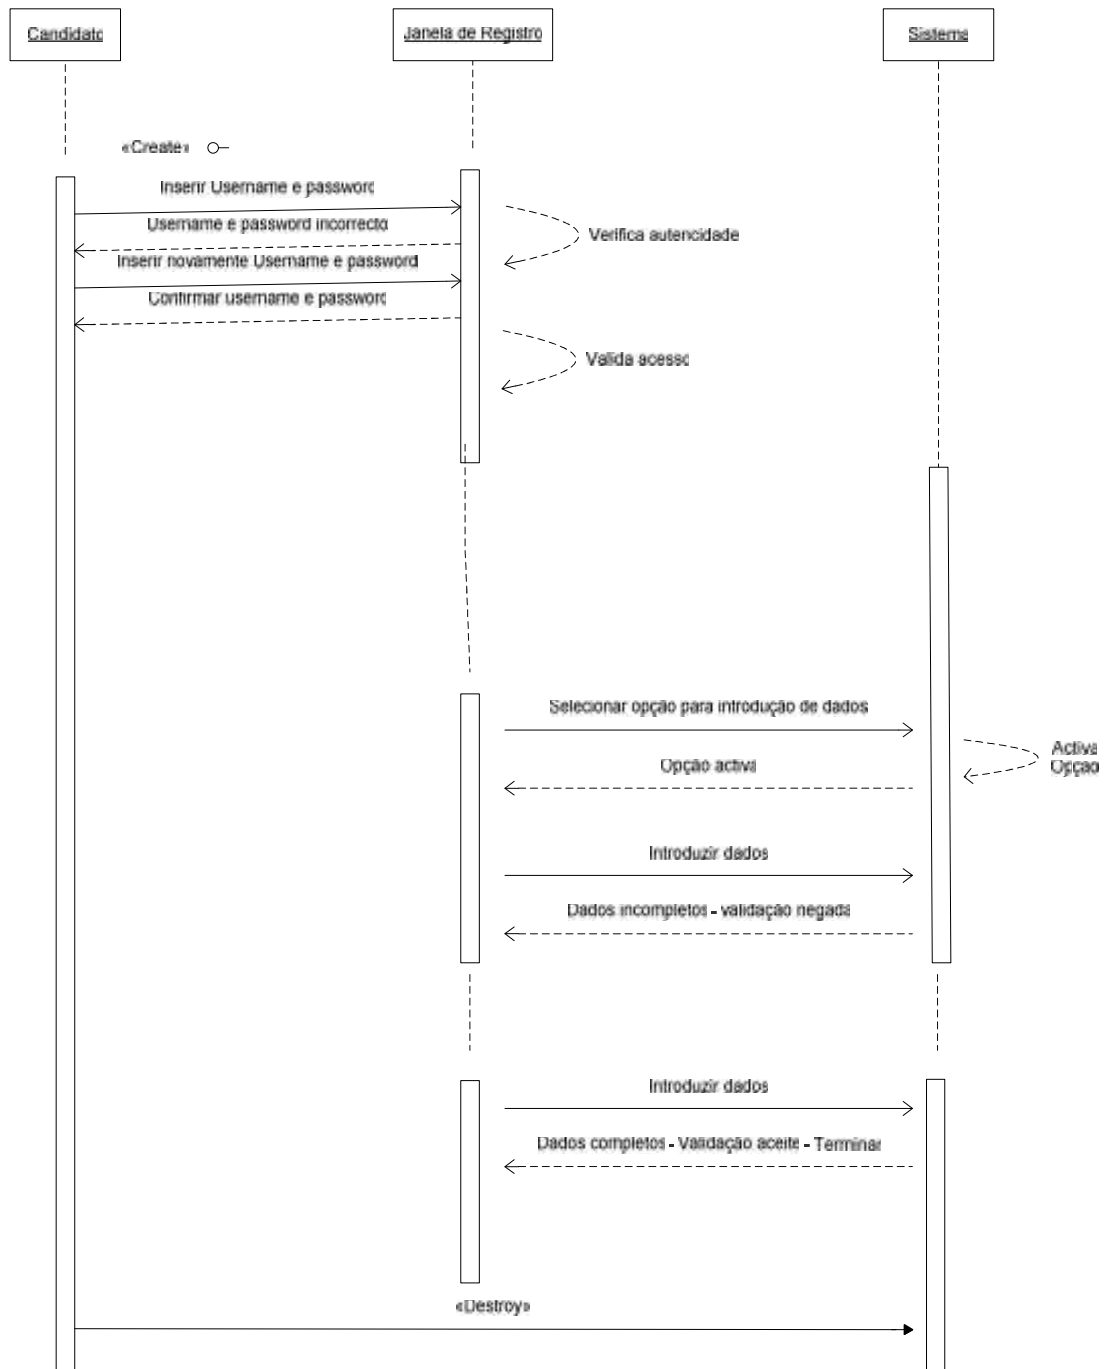 Candidato
Janela de Registro
Sistema
«Create»
Inserir Username e password
Username e password incorrecto
Verifica autencidade
Inserir novamente Username e password
Confirmar username e password
Valida acesso
Selecionar opção para introdução de dados
Activa
Opção
Opção activa
Introduzir dados
Dados incompletos - validação negada
Introduzir dados
Dados completos - Validação aceite - Terminar
«Destroy»